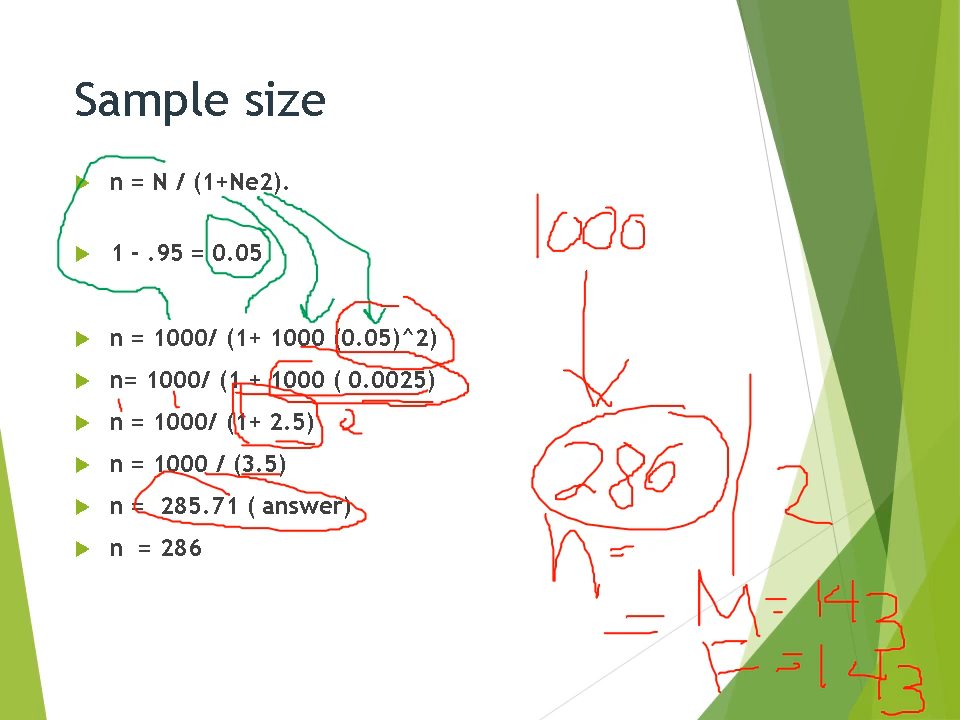 Sample size
n = N / (1+Ne2).
1 - .95 = 0.05
n = 1000/ (1+ 1000 (0.05)^2)
n= 1000/ (1 + 1000 ( 0.0025)
n = 1000/ (1+ 2.5)
n = 1000 / (3.5)
n = 285.71 ( answer)
n = 286
1000
286
2
n =
= M = 143
F = 143